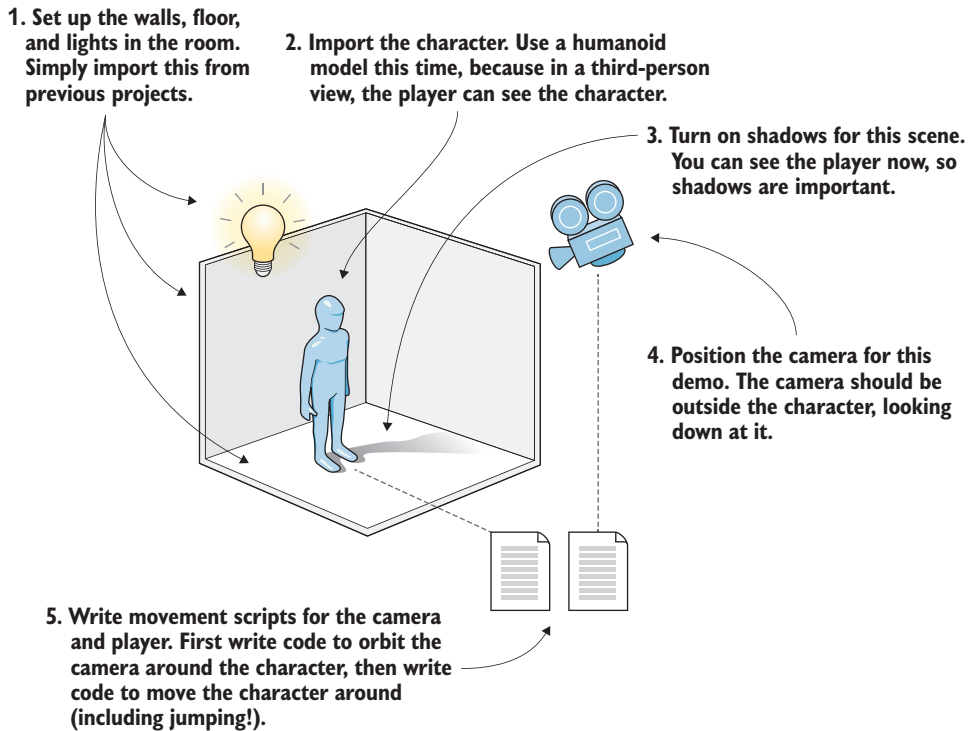 1. Set up the walls, floor,
and lights in the room.
Simply import this from
previous projects.
2. Import the character. Use a humanoid
model this time, because in a third-person
view, the player can see the character.
3. Turn on shadows for this scene.
You can see the player now, so
shadows are important.
4. Position the camera for this
demo. The camera should be
outside the character, looking
down at it.
5. Write movement scripts for the camera
and player. First write code to orbit the
camera around the character, then write
code to move the character around
(including jumping!).